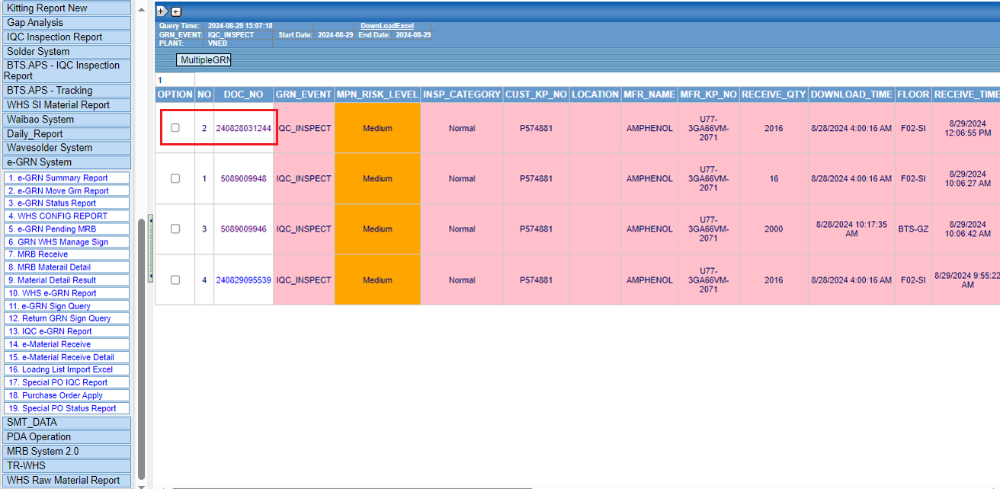 Kitting Report New
Gap Analysis
IQC Inspection Report
Solder System
BTS.APS - IQC Inspection
Report
BTS.APS - Tracking
WHS SI Material Report
Waibao System
Daily_Report
Wavesolder System
e-GRN System
1. e-GRN Summary Report
2. e-GRN Move Grn Report
3. e-GRN Status Report
4. WHS CONFIG REPORT
5. e-GRN Pending MRB
6. GRN WHS Manage Sign
7. MRB Receive
8. MRB Materail Detail
9. Material Detail Result
10. WHS e-GRN Report
11. e-GRN Sign Query
12. Return GRN Sign Query
13. IQC e-GRN Report
14. e-Material Receive
15. e-Material Receive Detail
16. Loadng List Import Excel
17. Special PO IQC Report
18. Purchase Order Apply
19. Special PO Status Report
SMT_DATA
PDA Operation
MRB System 2.0
TR-WHS
WHS Raw Material Report
Query Time: 2024-08-29 15:07:18 DownLoadExcel
GRN_EVENT: IQC_INSPECT Start Date: 2024-08-29 End Date: 2024-08-29
PLANT: VNEB
MultipleGRN
1
OPTION NO DOC_NO GRN_EVENT MPN_RISK_LEVEL INSP_CATEGORY CUST_KP_NO LOCATION MFR_NAME MFR_KP_NO RECEIVE_QTY DOWNLOAD_TIME FLOOR RECEIVE_TIME
2 240828031244 IQC_INSPECT Medium Normal P574881 AMPHENOL U77-3GA66VM-2071 2016 8/28/2024 4:00:16 AM F02-SI 8/29/2024 12:06:55 PM
1 5089009948 IQC_INSPECT Medium Normal P574881 AMPHENOL U77-3GA66VM-2071 16 8/28/2024 4:00:16 AM F02-SI 8/29/2024 10:06:27 AM
3 5089009946 IQC_INSPECT Medium Normal P574881 AMPHENOL U77-3GA66VM-2071 2000 8/28/2024 10:17:35 AM BTS-GZ 8/29/2024 10:06:42 AM
4 240829095539 IQC_INSPECT Medium Normal P574881 AMPHENOL U77-3GA66VM-2071 2016 8/28/2024 4:00:16 AM F02-SI 8/29/2024 9:55:22 AM